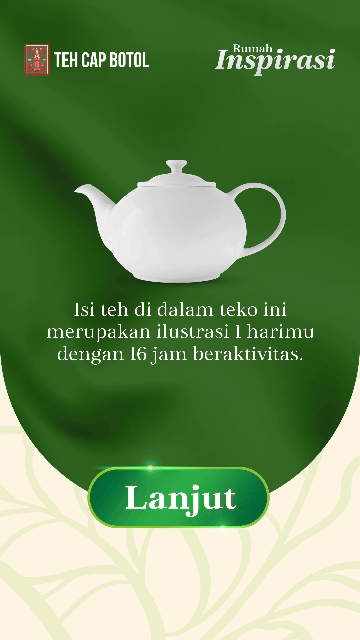 TEH CAP BOTOL
Rumah
Inspirasi
Isi teh di dalam teko ini
merupakan ilustrasi 1 harimu
dengan 16 jam beraktivitas.
Lanjut